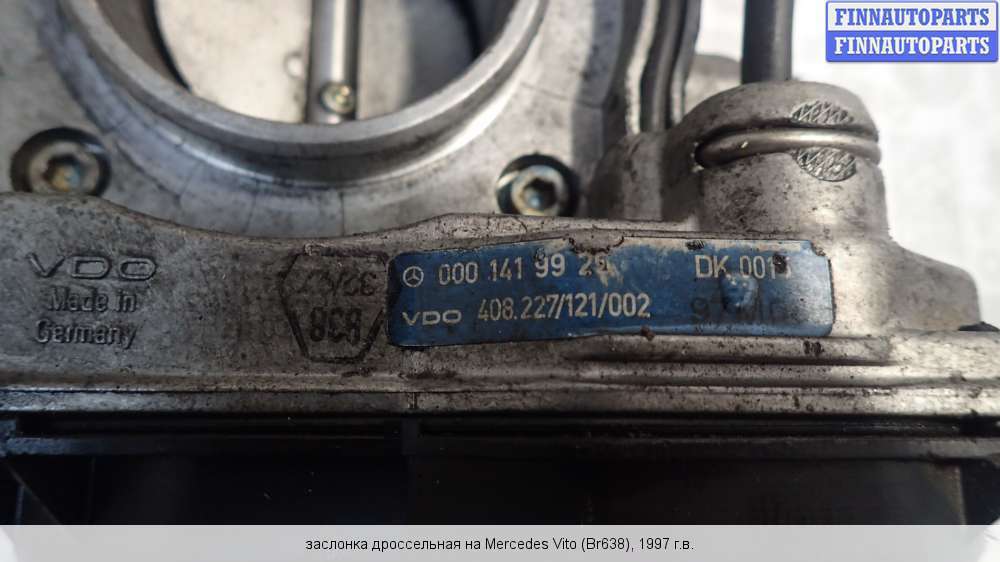 FINNAUTOPARTS
FINNAUTOPARTS
VDO
Made in
Germany
838
000 141 99 25 DK 001
VDO 408.227/121/002
заслонка дроссельная на Mercedes Vito (Br638), 1997 г.в.